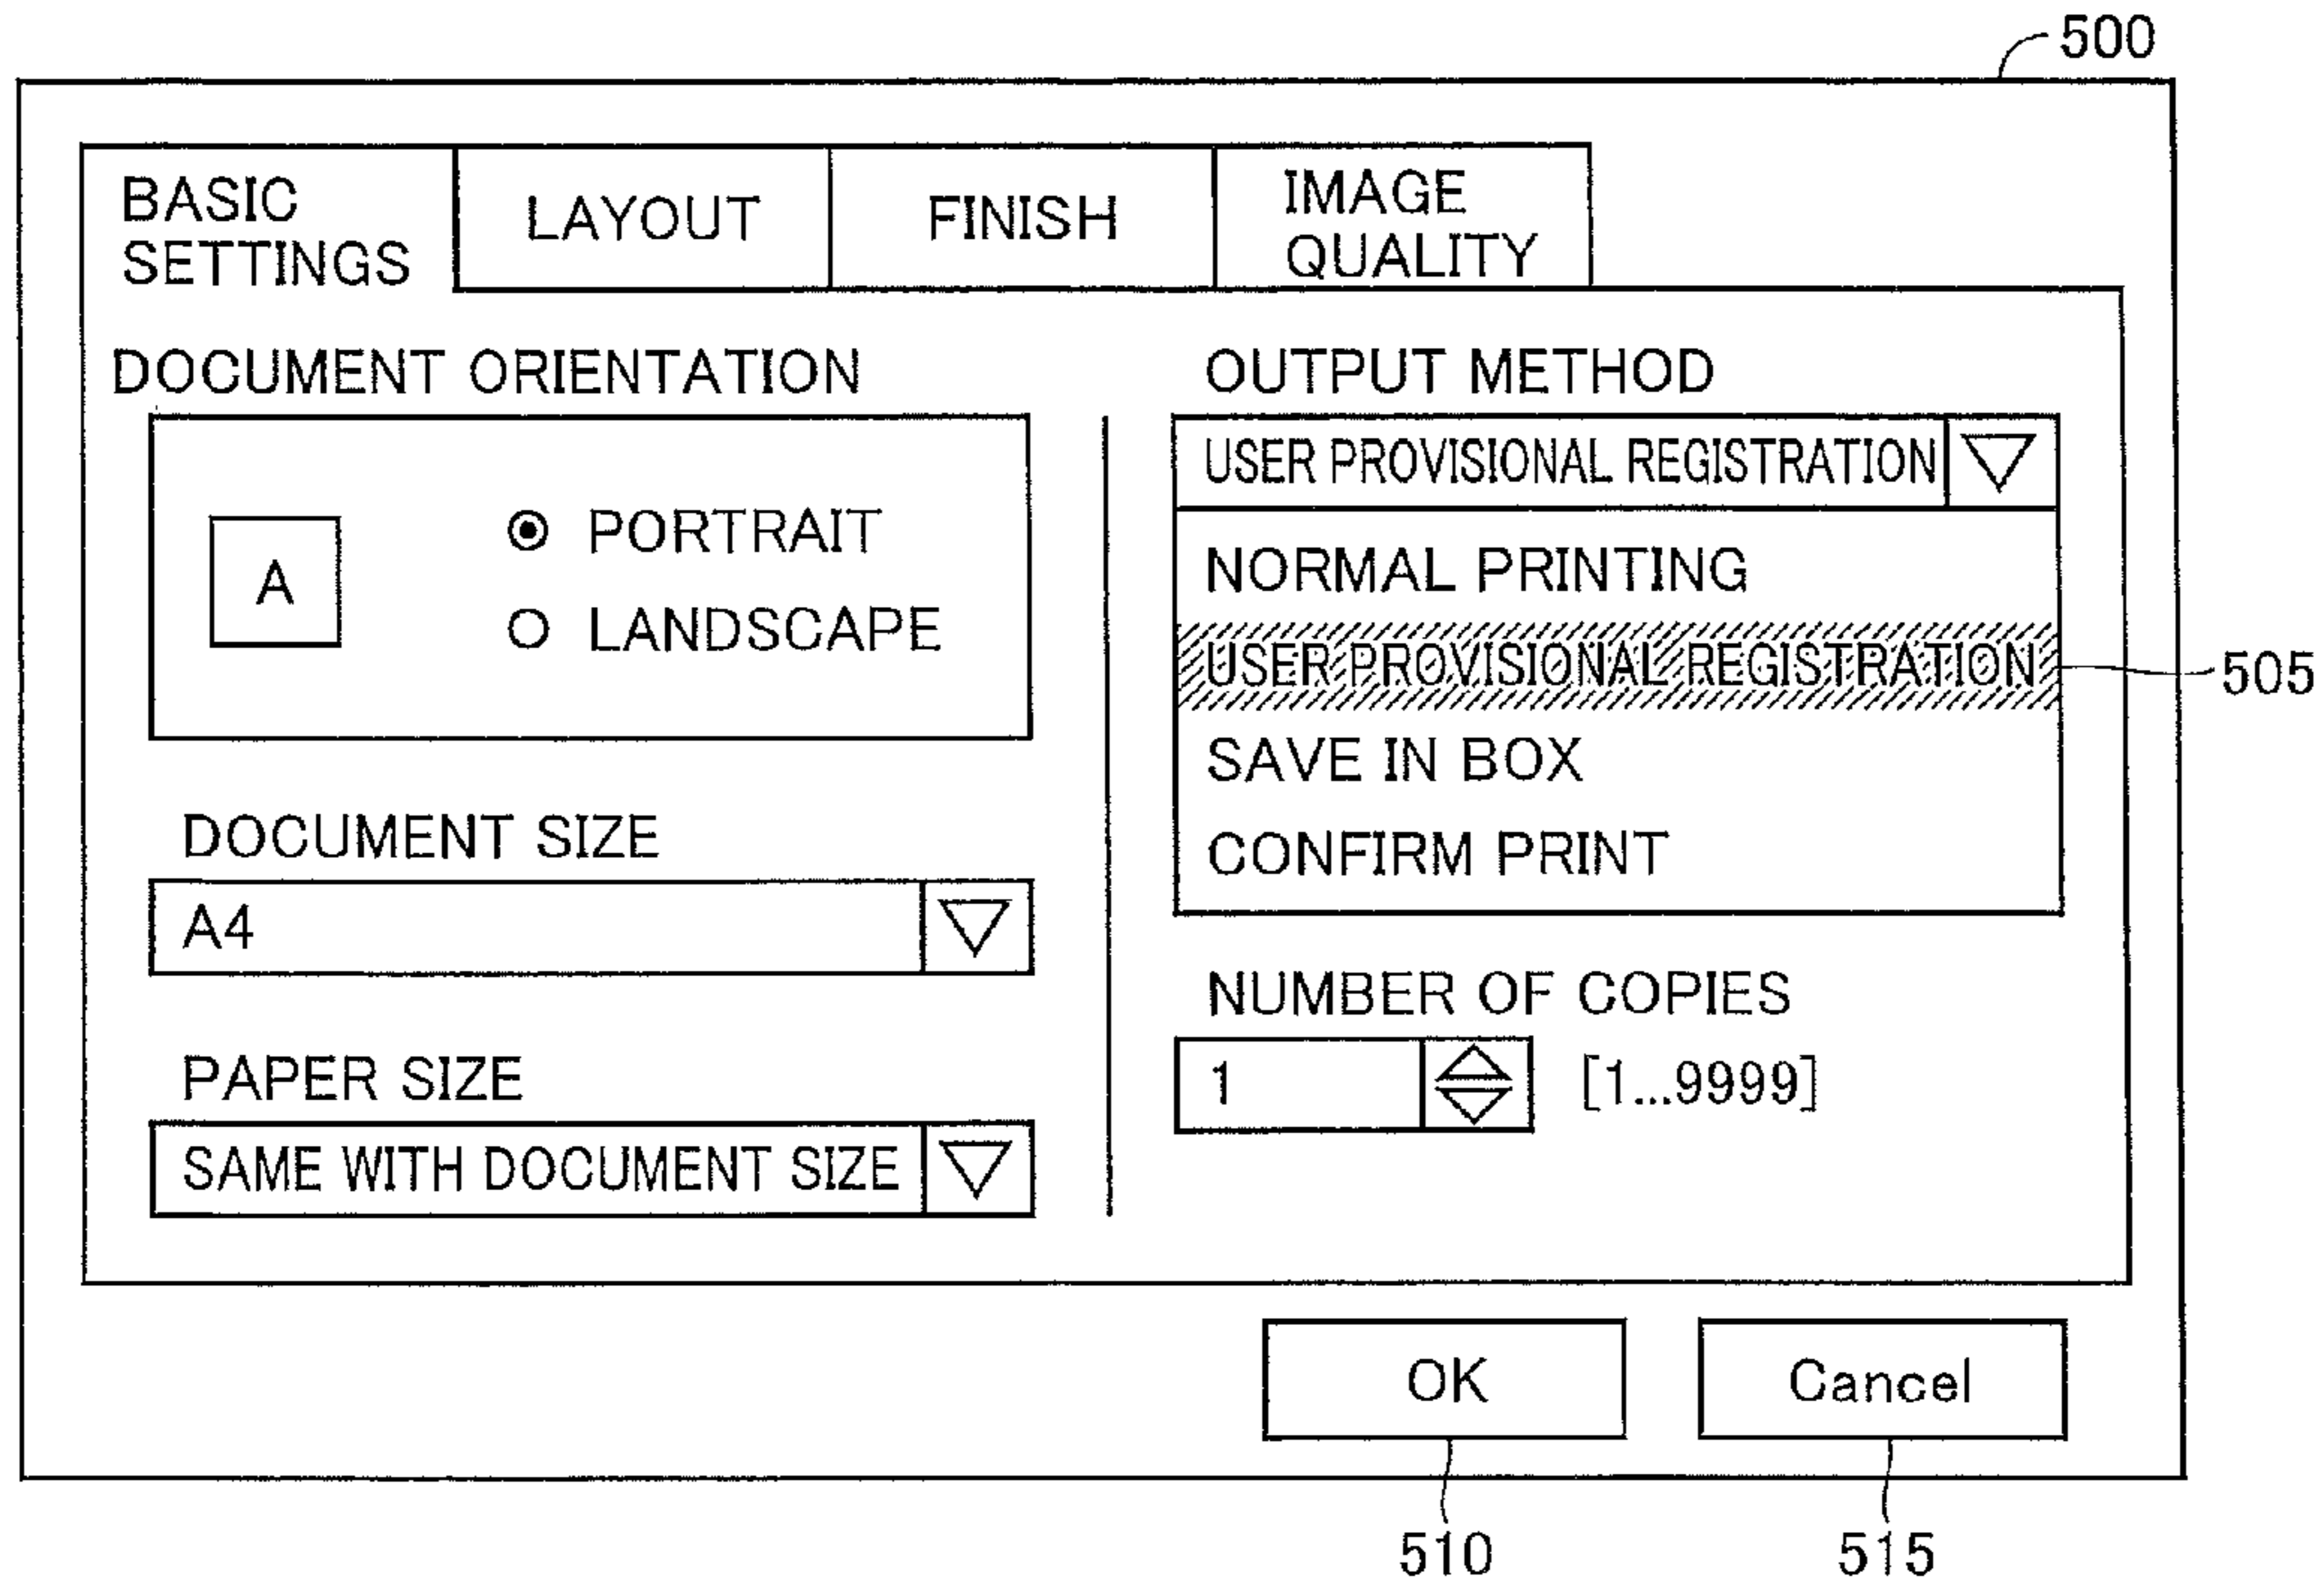 500
BASIC
SETTINGS
LAYOUT
FINISH
IMAGE
QUALITY
DOCUMENT ORIENTATION
A
PORTRAIT
LANDSCAPE
DOCUMENT SIZE
A4
PAPER SIZE
SAME WITH DOCUMENT SIZE
OUTPUT METHOD
USER PROVISIONAL REGISTRATION
NORMAL PRINTING
USER PROVISIONAL REGISTRATION
505
SAVE IN BOX
CONFIRM PRINT
NUMBER OF COPIES
1
[1...9999]
OK
Cancel
510
515